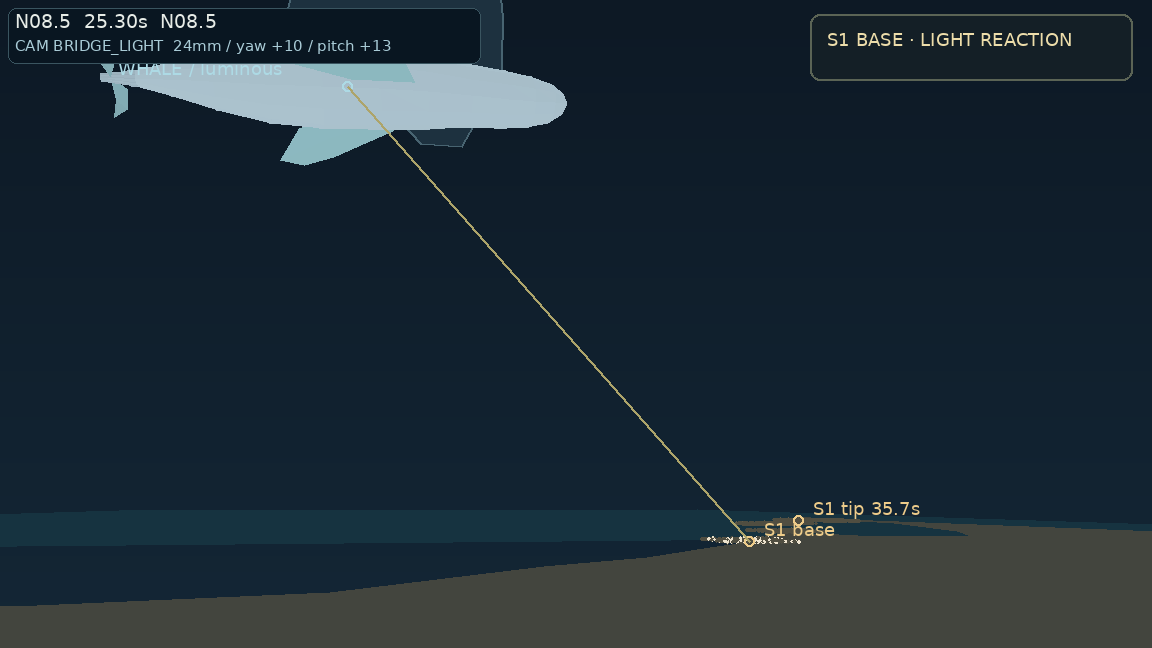 N08.5 25.30s N08.5
CAM BRIDGE_LIGHT 24mm / yaw +10 / pitch +13
S1 BASE · LIGHT REACTION
WHALE / luminous
S1 tip 35.7s
S1 base